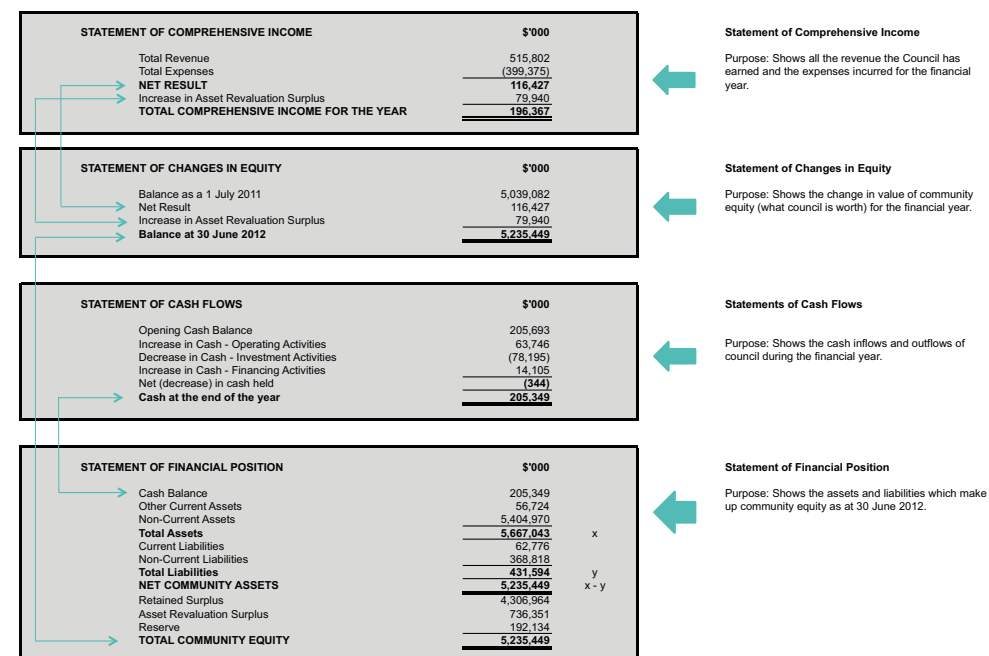 STATEMENT OF COMPREHENSIVE INCOME $'000
Total Revenue 515,802
Total Expenses (399,375)
NET RESULT 116,427
Increase in Asset Revaluation Surplus 79,940
TOTAL COMPREHENSIVE INCOME FOR THE YEAR 196,367
Statement of Comprehensive Income
Purpose: Shows all the revenue the Council has
earned and the expenses incurred for the financial
year.
STATEMENT OF CHANGES IN EQUITY $'000
Balance as a 1 July 2011 5,039,082
Net Result 116,427
Increase in Asset Revaluation Surplus 79,940
Balance at 30 June 2012 5,235,449
Statement of Changes in Equity
Purpose: Shows the change in value of community
equity (what council is worth) for the financial year.
STATEMENT OF CASH FLOWS $'000
Opening Cash Balance 205,693
Increase in Cash - Operating Activities 63,746
Decrease in Cash - Investment Activities (78,195)
Increase in Cash - Financing Activities 14,105
Net (decrease) in cash held (344)
Cash at the end of the year 205,349
Statements of Cash Flows
Purpose: Shows the cash inflows and outflows of
council during the financial year.
STATEMENT OF FINANCIAL POSITION $'000
Cash Balance 205,349
Other Current Assets 56,724
Non-Current Assets 5,404,970
Total Assets 5,667,043 x
Current Liabilities 62,776
Non-Current Liabilities 368,818
Total Liabilities 431,594 y
NET COMMUNITY ASSETS 5,235,449 x - y
Retained Surplus 4,306,964
Asset Revaluation Surplus 736,351
Reserve 192,134
TOTAL COMMUNITY EQUITY 5,235,449
Statement of Financial Position
Purpose: Shows the assets and liabilities which make
up community equity as at 30 June 2012.